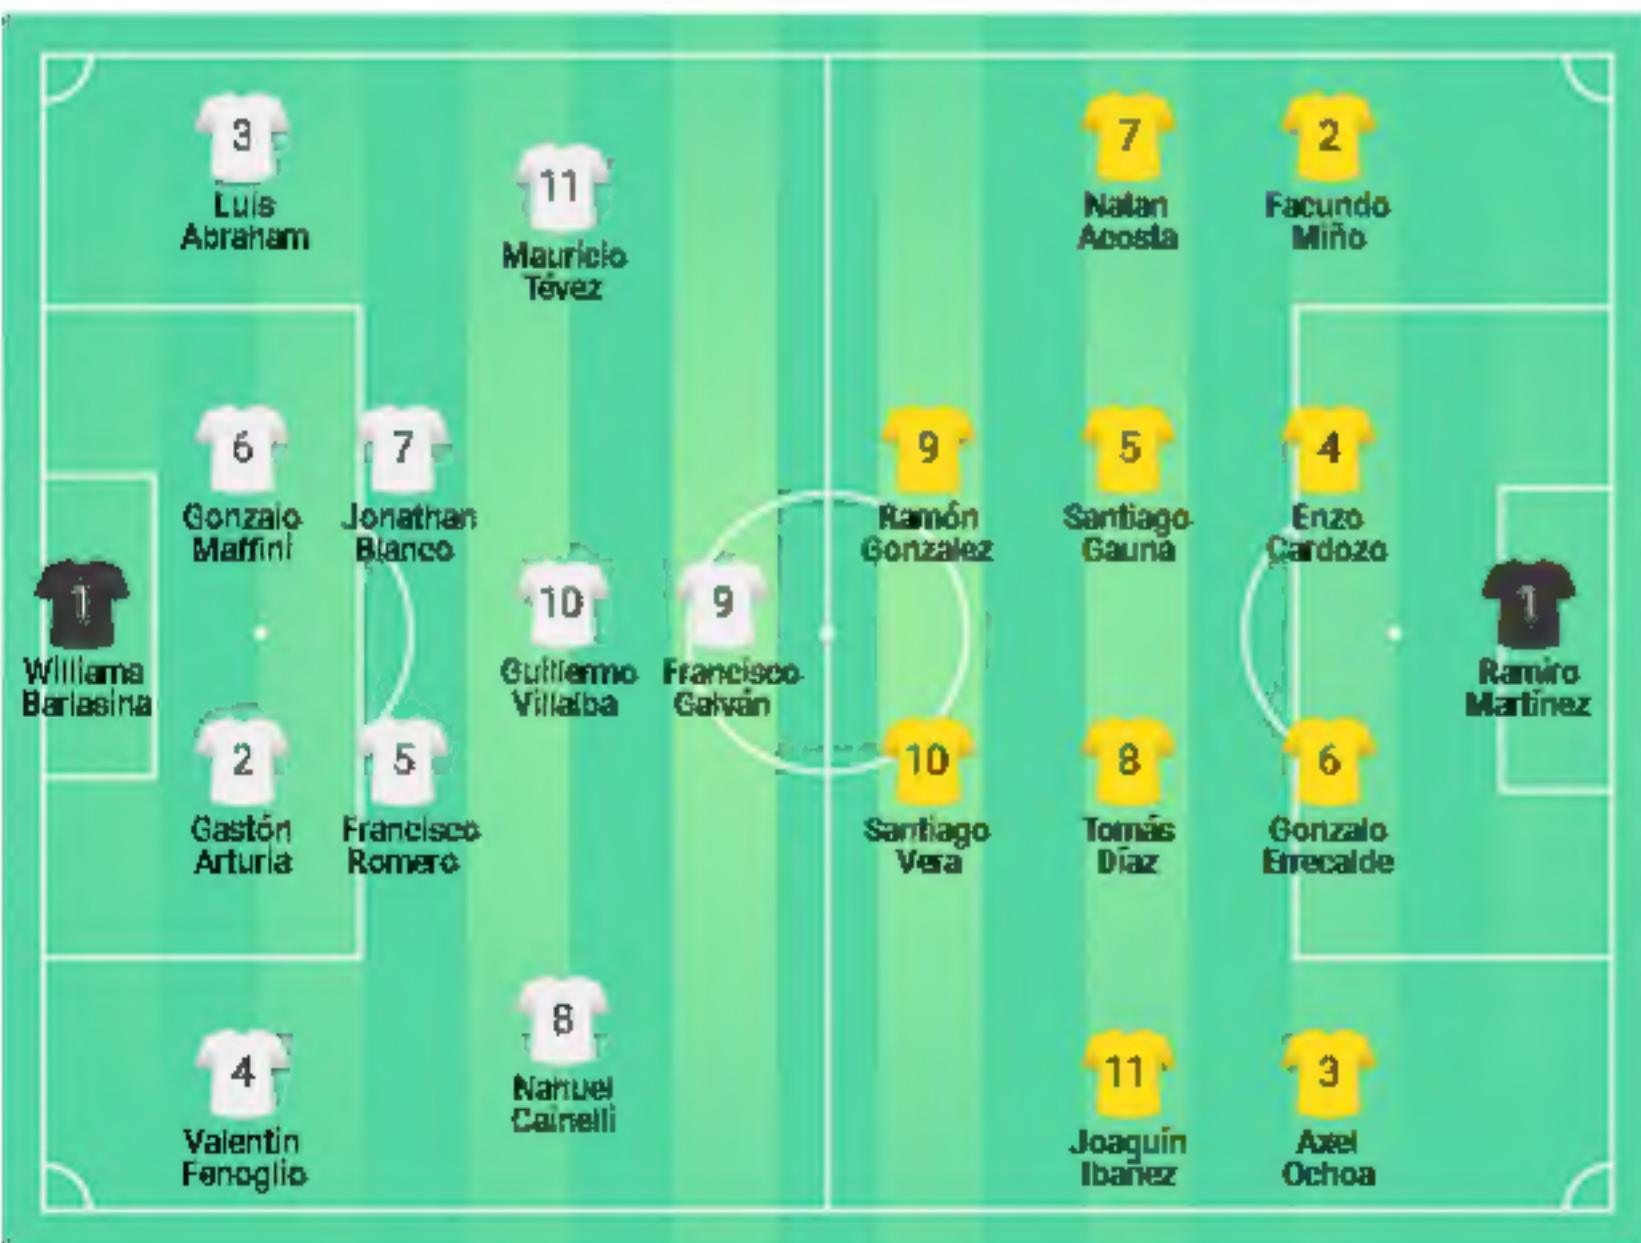 3
Luis
Abraham
11
Mauricio
Tévez
7
Natan
Acosta
2
Facundo
Miño
6
Gonzalo
Maffini
7
Jonathan
Blanco
9
Ramón
González
5
Santiago
Gauna
4
Enzo
Cardozo
1
Williams
Barlasina
10
Guillermo
Villalba
9
Francisco
Galván
1
Ramiro
Martínez
2
Gastón
Arturia
5
Francisco
Romero
10
Santiago
Vera
8
Tomás
Díaz
6
Gonzalo
Errecalde
4
Valentin
Fenoglio
8
Nahuel
Cainelli
11
Joaquín
Ibañez
3
Axel
Ochoa